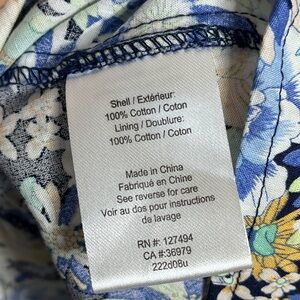 Shell / Extérieur:
100% Cotton / Coton
Lining / Doublure:
100% Cotton / Coton
Made in China
Fabriqué en Chine
See reverse for care
Voir au dos pour instructions
de lavage
RN #: 127494
CA #:36979
222d08u